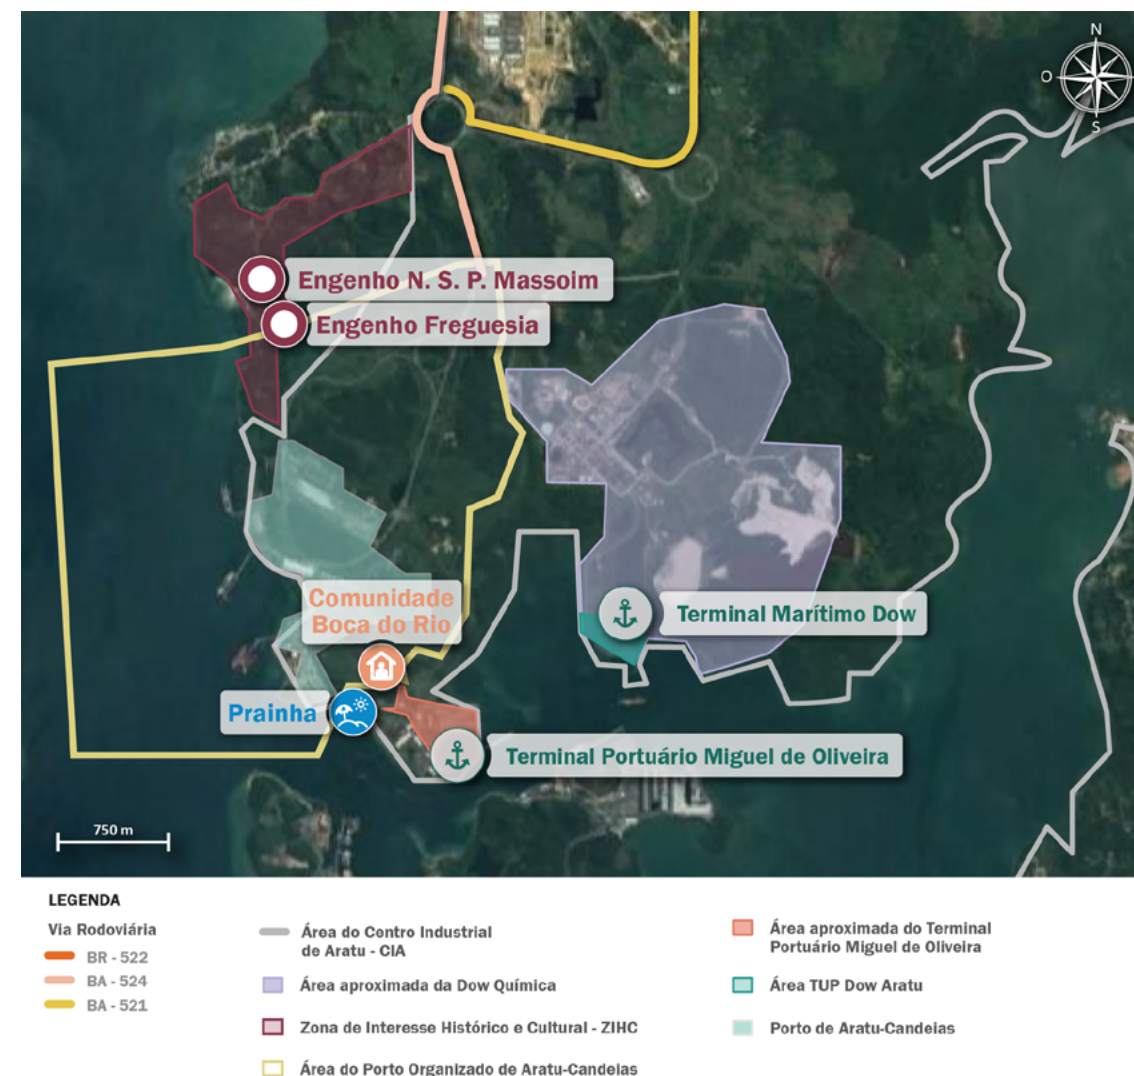 N
O
S
Engenho N. S. P. Massoim
Engenho Freguesia
Comunidade
Boca do Rio
Terminal Marítimo Dow
Prainha
Terminal Portuário Miguel de Oliveira
750 m
LEGENDA
Via Rodoviária
BR - 522
BA - 524
BA - 521
Área do Centro Industrial
de Aratu - CIA
Área aproximada da Dow Química
Zona de Interesse Histórico e Cultural - ZIHC
Área do Porto Organizado de Aratu-Candeias
Área aproximada do Terminal
Portuário Miguel de Oliveira
Área TUP Dow Aratu
Porto de Aratu-Candeias